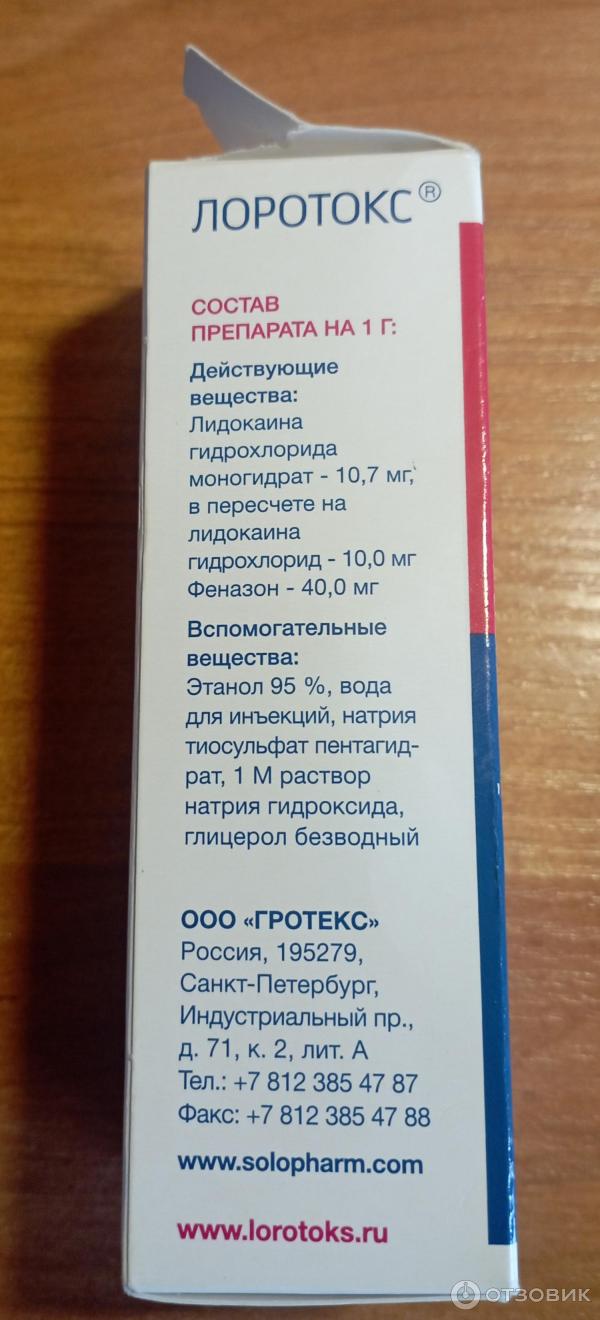 ЛОРОТОКС®
СОСТАВ
ПРЕПАРАТА НА 1 Г:
Действующие
вещества:
Лидокаина
гидрохлорида
моногидрат - 10,7 мг,
в пересчете на
лидокаина
гидрохлорид - 10,0 мг
Феназон - 40,0 мг
Вспомогательные
вещества:
Этанол 95 %, вода
для инъекций, натрия
тиосульфат пентагид-
рат, 1 М раствор
натрия гидроксида,
глицерол безводный
ООО «ГРОТЕКС»
Россия, 195279,
Санкт-Петербург,
Индустриальный пр.,
д. 71, к. 2, лит. А
Тел.: +7 812 385 47 87
Факс: +7 812 385 47 88
www.solopharm.com
www.lorotoks.ru
ОТЗОВИК